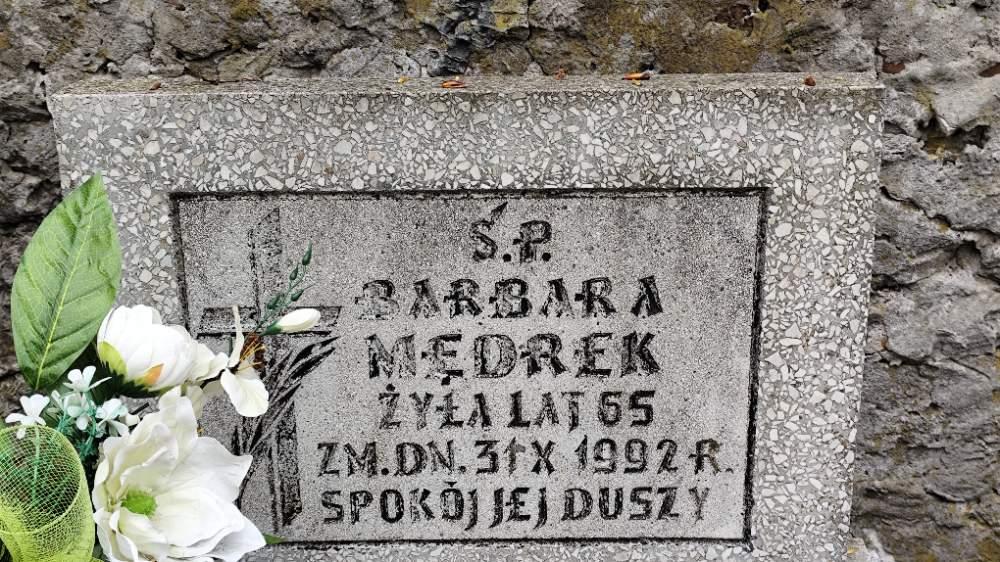 Ś.P.
BARBARA
MĘDREK
ŻYŁA LAT 65
ZM.DN.31 X 1992 R.
SPOKÓJ JEJ DUSZY